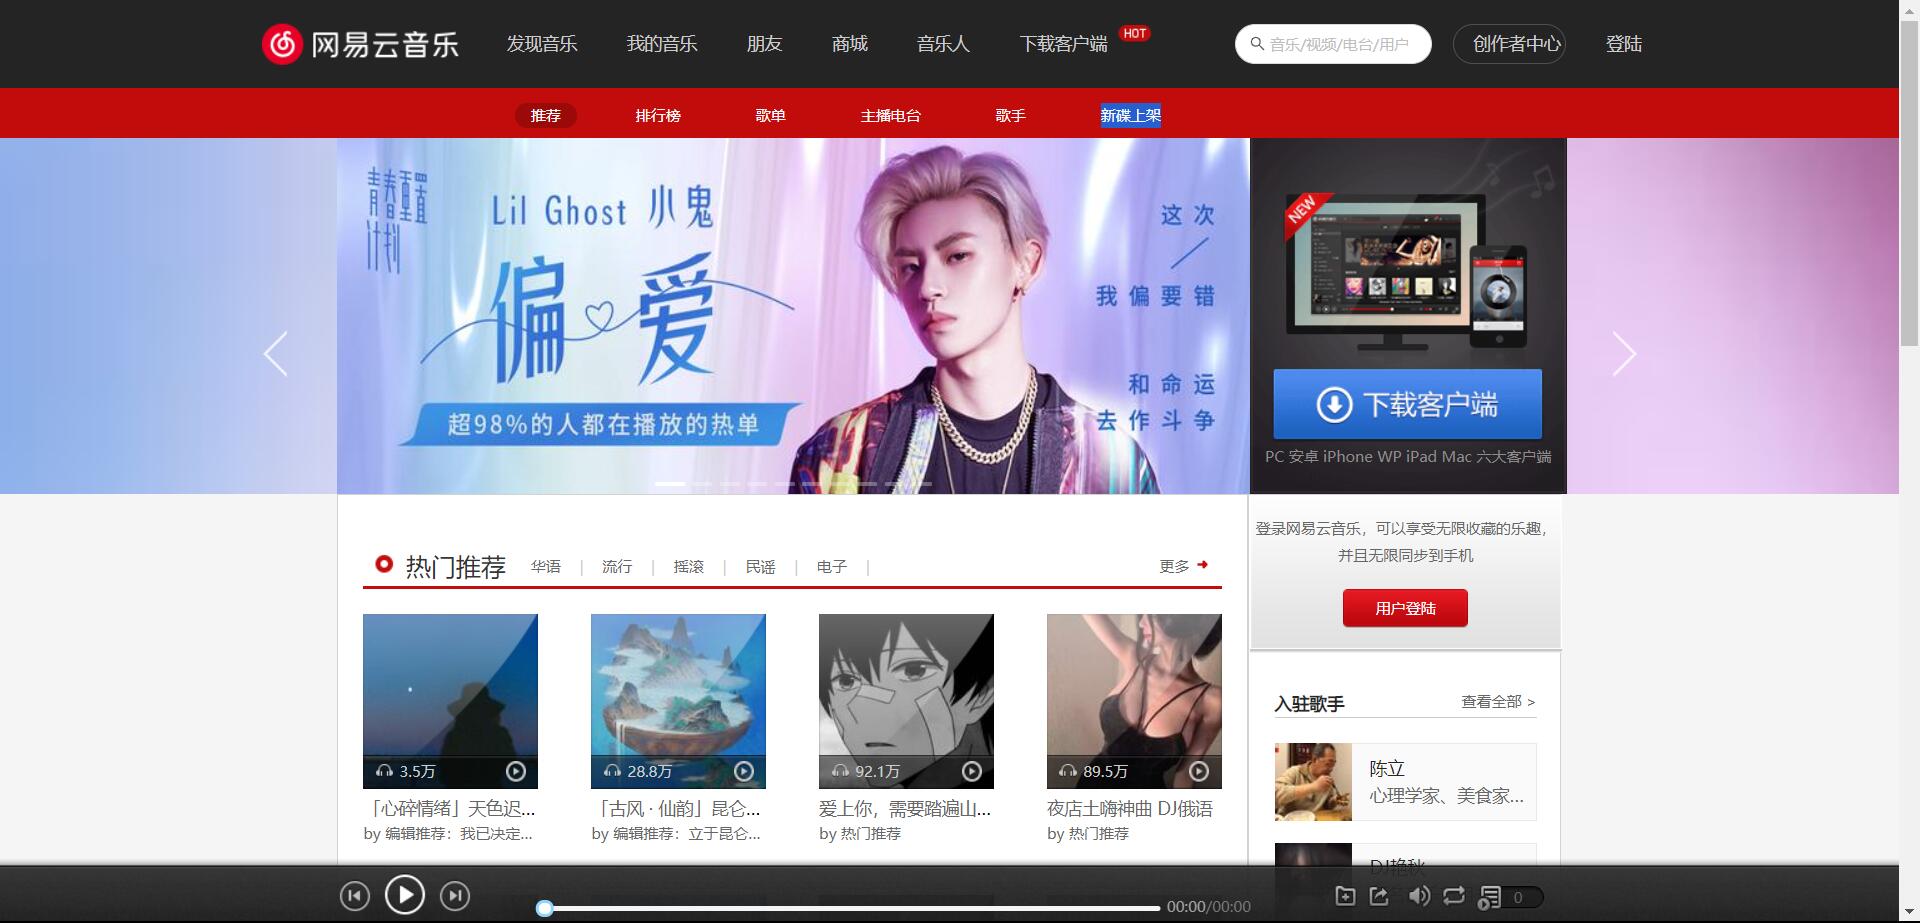 网易云音乐
发现音乐 我的音乐 朋友 商城 音乐人 下载客户端 HOT
音乐/视频/电台/用户
创作者中心 登陆
推荐 排行榜 歌单 主播电台 歌手 新碟上架
青春重置
计划
Lil Ghost 小鬼
偏爱
超98%的人都在播放的热单
这次
我偏要错
和命运
去作斗争
NEW
下载客户端
PC 安卓 iPhone WP iPad Mac 六大客户端
登录网易云音乐，可以享受无限收藏的乐趣，
并且无限同步到手机
用户登陆
热门推荐 华语 | 流行 | 摇滚 | 民谣 | 电子 |
更多
3.5万
28.8万
92.1万
89.5万
「心碎情绪」天色迟...
by 编辑推荐：我已决定...
「古风 · 仙韵」昆仑...
by 编辑推荐：立于昆仑...
爱上你，需要踏遍山...
by 热门推荐
夜店土嗨神曲 DJ俄语
by 热门推荐
入驻歌手 查看全部 >
陈立
心理学家、美食家...
DJ艳秋
00:00/00:00
0